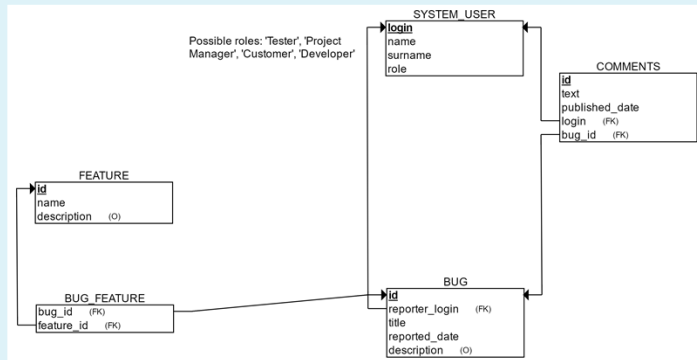 SYSTEM_USER
login
name
surname
role
Possible roles: 'Tester', 'Project
Manager', 'Customer', 'Developer'
COMMENTS
id
text
published_date
login (FK)
bug_id (FK)
FEATURE
id
name
description (O)
BUG_FEATURE
bug_id (FK)
feature_id (FK)
BUG
id
reporter_login (FK)
title
reported_date
description (O)